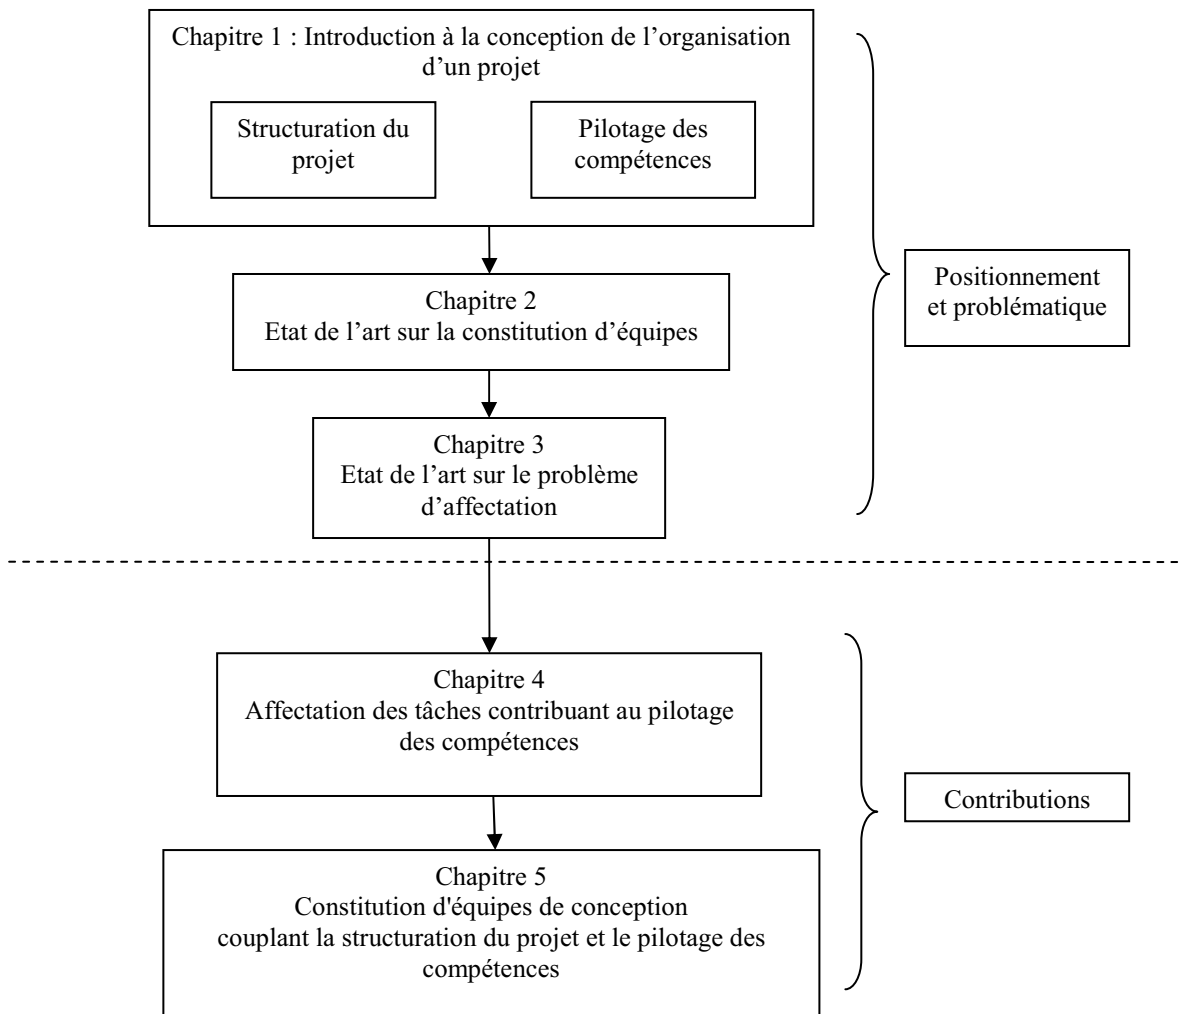 Chapitre 1 : Introduction à la conception de l’organisation
d’un projet
Structuration du
projet
Pilotage des
compétences
Chapitre 2
Etat de l’art sur la constitution d’équipes
Chapitre 3
Etat de l’art sur le problème
d’affectation
Positionnement
et problématique
Chapitre 4
Affectation des tâches contribuant au pilotage
des compétences
Chapitre 5
Constitution d'équipes de conception
couplant la structuration du projet et le pilotage des
compétences
Contributions